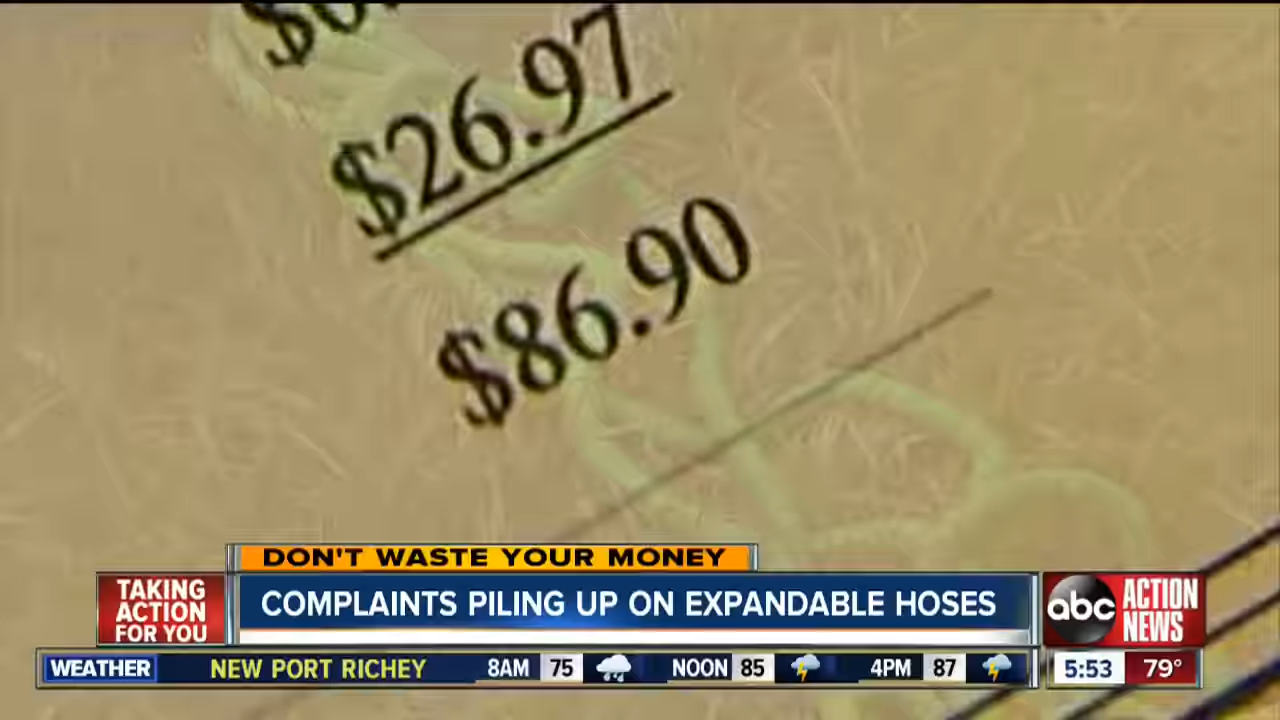 $26.97
$86.90
DON'T WASTE YOUR MONEY
TAKING
ACTION
FOR YOU
COMPLAINTS PILING UP ON EXPANDABLE HOSES
abc
ACTION
NEWS
WEATHER NEW PORT RICHEY 8AM 75 NOON 85 4PM 87
5:53 79°